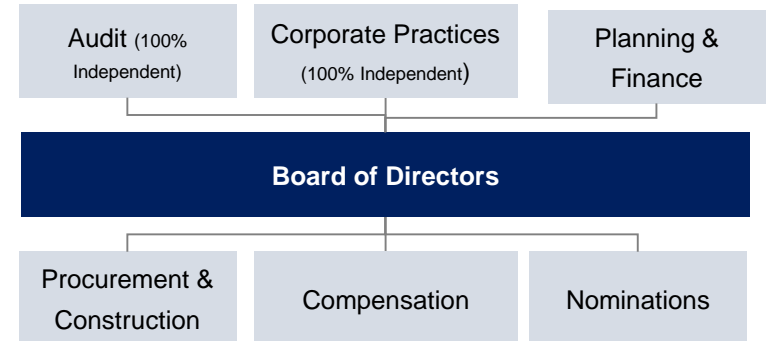 Audit (100%
Independent)
Corporate Practices
(100% Independent)
Planning &
Finance
Board of Directors
Procurement &
Construction
Compensation
Nominations